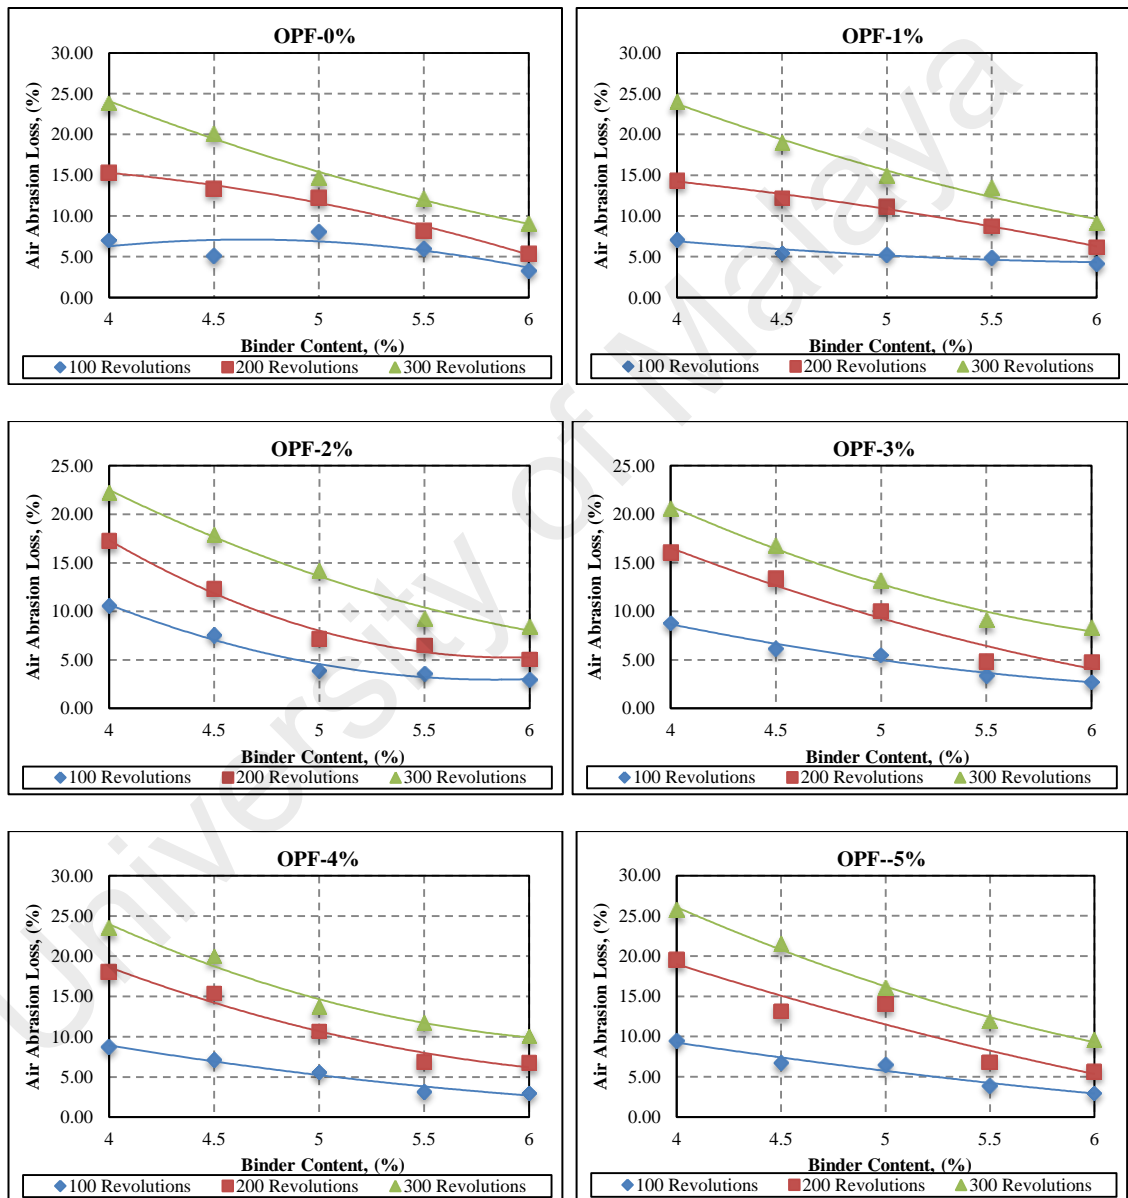 OPF-0%
30.00
25.00
20.00
15.00
10.00
5.00
0.00
Air Abrasion Loss, (%)
4 4.5 5 5.5 6
Binder Content, (%)
100 Revolutions 200 Revolutions 300 Revolutions
OPF-1%
30.00
25.00
20.00
15.00
10.00
5.00
0.00
Air Abrasion Loss, (%)
4 4.5 5 5.5 6
Binder Content, (%)
100 Revolutions 200 Revolutions 300 Revolutions
OPF-2%
25.00
20.00
15.00
10.00
5.00
0.00
Air Abrasion Loss, (%)
4 4.5 5 5.5 6
Binder Content, (%)
100 Revolutions 200 Revolutions 300 Revolutions
OPF-3%
25.00
20.00
15.00
10.00
5.00
0.00
Air Abrasion Loss, (%)
4 4.5 5 5.5 6
Binder Content, (%)
100 Revolutions 200 Revolutions 300 Revolutions
OPF-4%
30.00
25.00
20.00
15.00
10.00
5.00
0.00
Air Abrasion Loss, (%)
4 4.5 5 5.5 6
Binder Content, (%)
100 Revolutions 200 Revolutions 300 Revolutions
OPF--5%
30.00
25.00
20.00
15.00
10.00
5.00
0.00
Air Abrasion Loss, (%)
4 4.5 5 5.5 6
Binder Content, (%)
100 Revolutions 200 Revolutions 300 Revolutions
University of Malaya